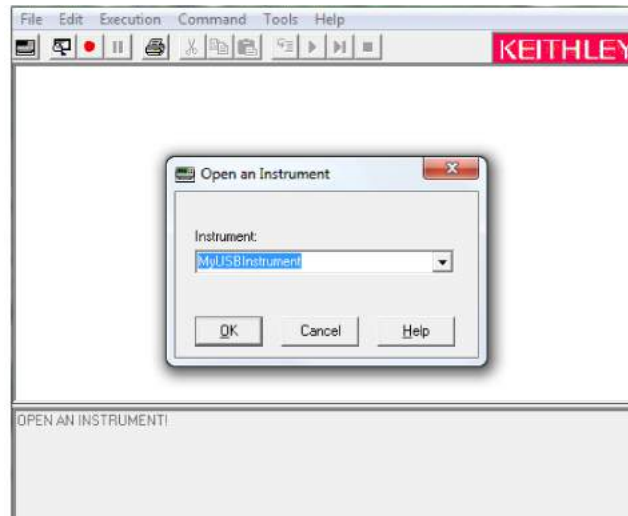 File Edit Execution Command Tools Help
KEITHLEY
Open an Instrument
Instrument:
MyUSBInstrument
OK Cancel Help
OPEN AN INSTRUMENT!